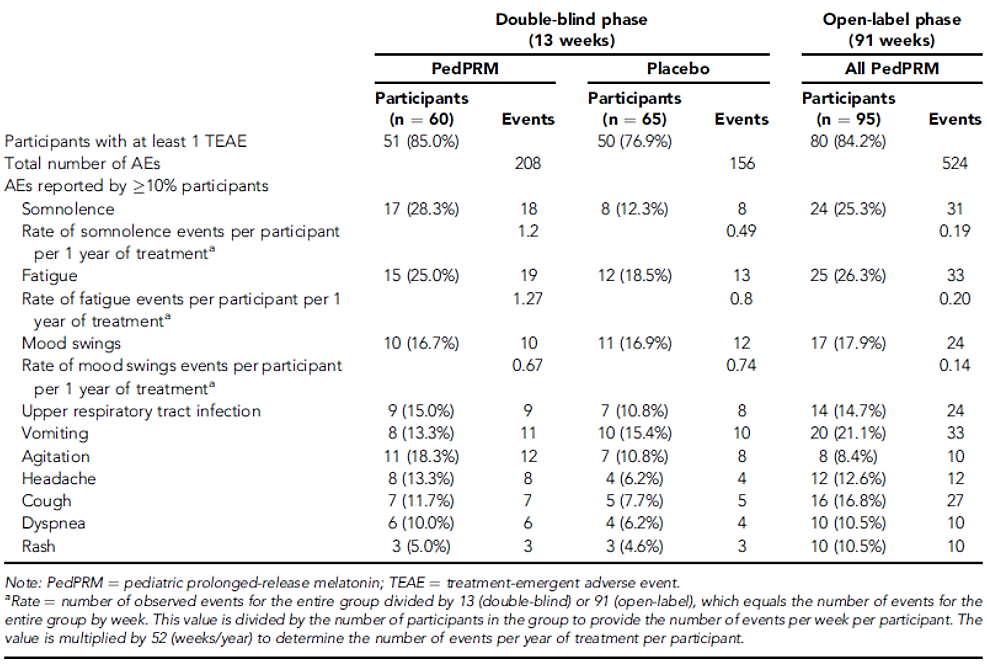 Double-blind phase Open-label phase
(13 weeks) (91 weeks)
PedPRM Placebo All PedPRM
Participants Participants Participants
(n = 60) Events (n = 65) Events (n = 95) Events
Participants with at least 1 TEAE 51 (85.0%) 50 (76.9%) 80 (84.2%)
Total number of AEs 208 156 524
AEs reported by ≥10% participants
Somnolence 17 (28.3%) 18 8 (12.3%) 8 24 (25.3%) 31
Rate of somnolence events per participant 1.2 0.49 0.19
per 1 year of treatmentᵃ
Fatigue 15 (25.0%) 19 12 (18.5%) 13 25 (26.3%) 33
Rate of fatigue events per participant per 1 1.27 0.8 0.20
year of treatmentᵃ
Mood swings 10 (16.7%) 10 11 (16.9%) 12 17 (17.9%) 24
Rate of mood swings events per participant 0.67 0.74 0.14
per 1 year of treatmentᵃ
Upper respiratory tract infection 9 (15.0%) 9 7 (10.8%) 8 14 (14.7%) 24
Vomiting 8 (13.3%) 11 10 (15.4%) 10 20 (21.1%) 33
Agitation 11 (18.3%) 12 7 (10.8%) 8 8 (8.4%) 10
Headache 8 (13.3%) 8 4 (6.2%) 4 12 (12.6%) 12
Cough 7 (11.7%) 7 5 (7.7%) 5 16 (16.8%) 27
Dyspnea 6 (10.0%) 6 4 (6.2%) 4 10 (10.5%) 10
Rash 3 (5.0%) 3 3 (4.6%) 3 10 (10.5%) 10
Note: PedPRM = pediatric prolonged-release melatonin; TEAE = treatment-emergent adverse event.
ᵃRate = number of observed events for the entire group divided by 13 (double-blind) or 91 (open-label), which equals the number of events for the
entire group by week. This value is divided by the number of participants in the group to provide the number of events per week per participant. The
value is multiplied by 52 (weeks/year) to determine the number of events per year of treatment per participant.